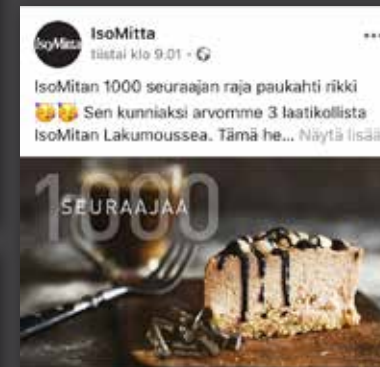 IsoMitta
IsoMitta
tiistai klo 9.01 ·
IsoMitan 1000 seuraajan raja paukahti rikki
🥳🥳 Sen kunniaksi arvomme 3 laatikollista
IsoMitan Lakumoussea. Tämä he... Näytä lisää
1000
SEURAAJAA